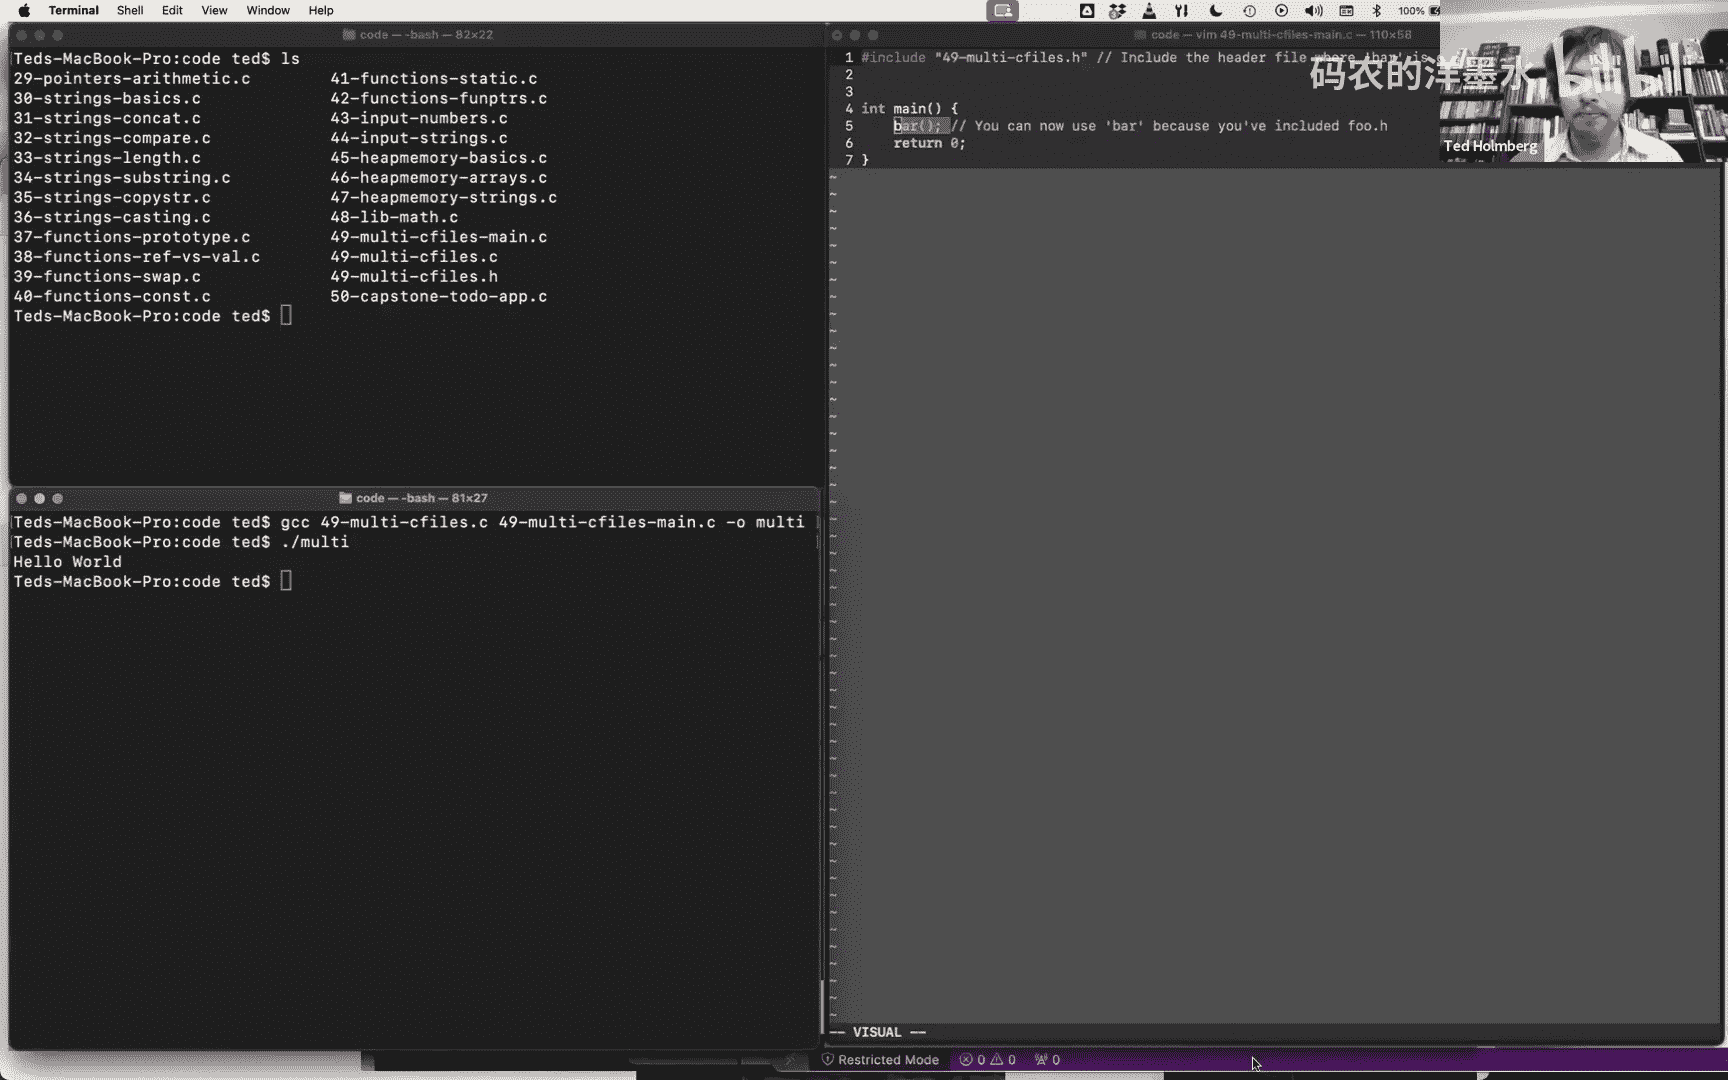 Terminal Shell Edit View Window Help
100%
code — -bash — 82×22
Teds-MacBook-Pro:code ted$ ls
29-pointers-arithmetic.c 41-functions-static.c
30-strings-basics.c 42-functions-funptrs.c
31-strings-concat.c 43-input-numbers.c
32-strings-compare.c 44-input-strings.c
33-strings-length.c 45-heapmemory-basics.c
34-strings-substring.c 46-heapmemory-arrays.c
35-strings-copystr.c 47-heapmemory-strings.c
36-strings-casting.c 48-lib-math.c
37-functions-prototype.c 49-multi-cfiles-main.c
38-functions-ref-vs-val.c 49-multi-cfiles.c
39-functions-swap.c 49-multi-cfiles.h
40-functions-const.c 50-capstone-todo-app.c
Teds-MacBook-Pro:code ted$
code — -bash — 81×27
Teds-MacBook-Pro:code ted$ gcc 49-multi-cfiles.c 49-multi-cfiles-main.c -o multi
Teds-MacBook-Pro:code ted$ ./multi
Hello World
Teds-MacBook-Pro:code ted$
code — vim 49-multi-cfiles-main.c — 110×58
1 #include "49-multi-cfiles.h" // Include the header file where 'bar' is
2
3
4 int main() {
5 bar(); // You can now use 'bar' because you've included foo.h
6 return 0;
7 }
-- VISUAL --
码农的洋墨水 bilibili
Ted Holmberg
Restricted Mode 0 0 0